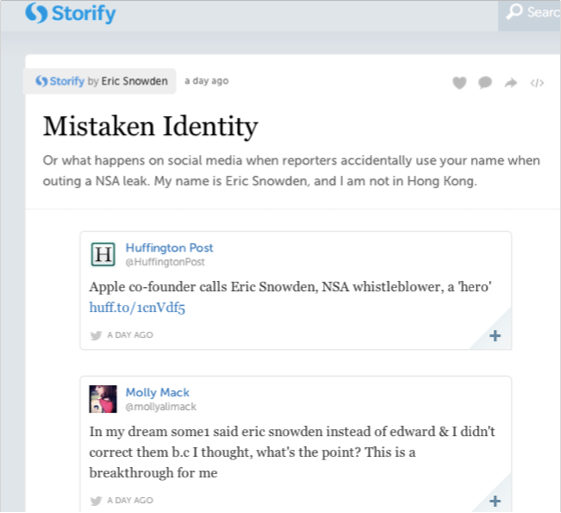 Storify
Searc
Storify by Eric Snowden a day ago
Mistaken Identity
Or what happens on social media when reporters accidentally use your name when
outing a NSA leak. My name is Eric Snowden, and I am not in Hong Kong.
H
Huffington Post
@HuffingtonPost
Apple co-founder calls Eric Snowden, NSA whistleblower, a 'hero'
huff.to/1cnVdf5
A DAY AGO
Molly Mack
@mollyalimack
In my dream some1 said eric snowden instead of edward & I didn't
correct them b.c I thought, what's the point? This is a
breakthrough for me
A DAY AGO